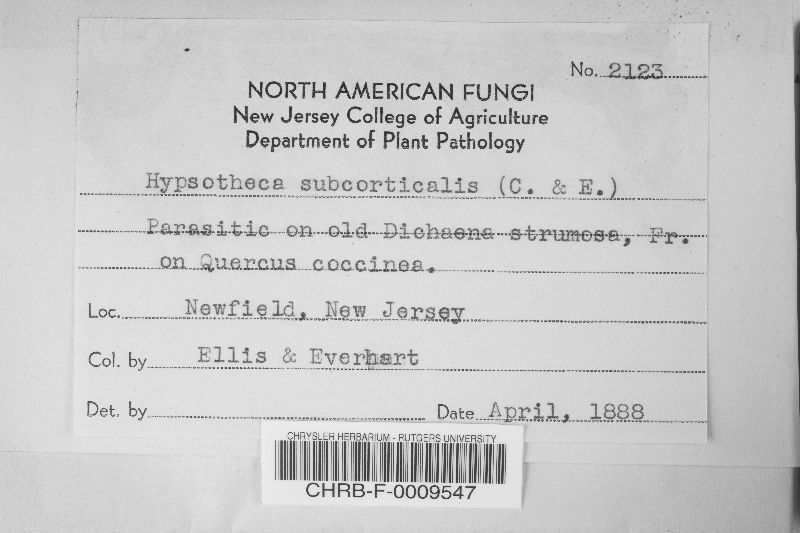 No. 2123
NORTH AMERICAN FUNGI
New Jersey College of Agriculture
Department of Plant Pathology
Hypsotheca subcorticalis (C. & E.)
Parasitic on old Dichaena strumosa, Fr.
on Quercus coccinea.
Loc. Newfield, New Jersey
Col. by Ellis & Everhart
Det. by
Date April, 1888
CHRYSLER HERBARIUM - RUTGERS UNIVERSITY
CHRB-F-0009547